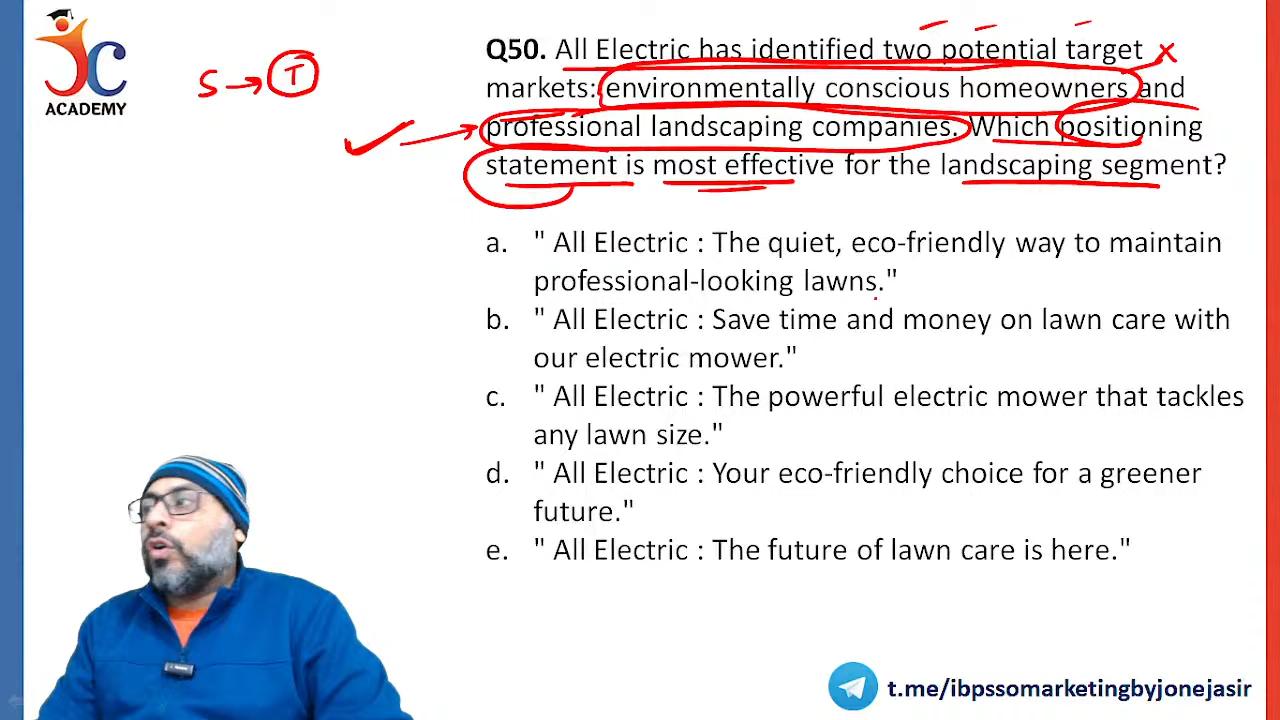 JC
ACADEMY
S → T
Q50. All Electric has identified two potential target
markets: environmentally conscious homeowners and
professional landscaping companies. Which positioning
statement is most effective for the landscaping segment?
a. " All Electric : The quiet, eco-friendly way to maintain
professional-looking lawns."
b. " All Electric : Save time and money on lawn care with
our electric mower."
c. " All Electric : The powerful electric mower that tackles
any lawn size."
d. " All Electric : Your eco-friendly choice for a greener
future."
e. " All Electric : The future of lawn care is here."
t.me/ibpssomarketingbyjonejasir